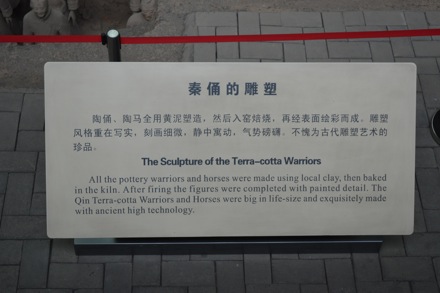 秦俑的雕塑
陶俑、陶马全用黄泥塑造，然后入窑焙烧，再经表面绘彩而成。雕塑
风格重在写实，刻画细微，静中寓动，气势磅礴。不愧为古代雕塑艺术的
珍品。
The Sculpture of the Terra-cotta Warriors
All the pottery warriors and horses were made using local clay, then baked
in the kiln. After firing the figures were completed with painted detail. The
Qin Terra-cotta Warriors and Horses were big in life-size and exquisitely made
with ancient high technology.